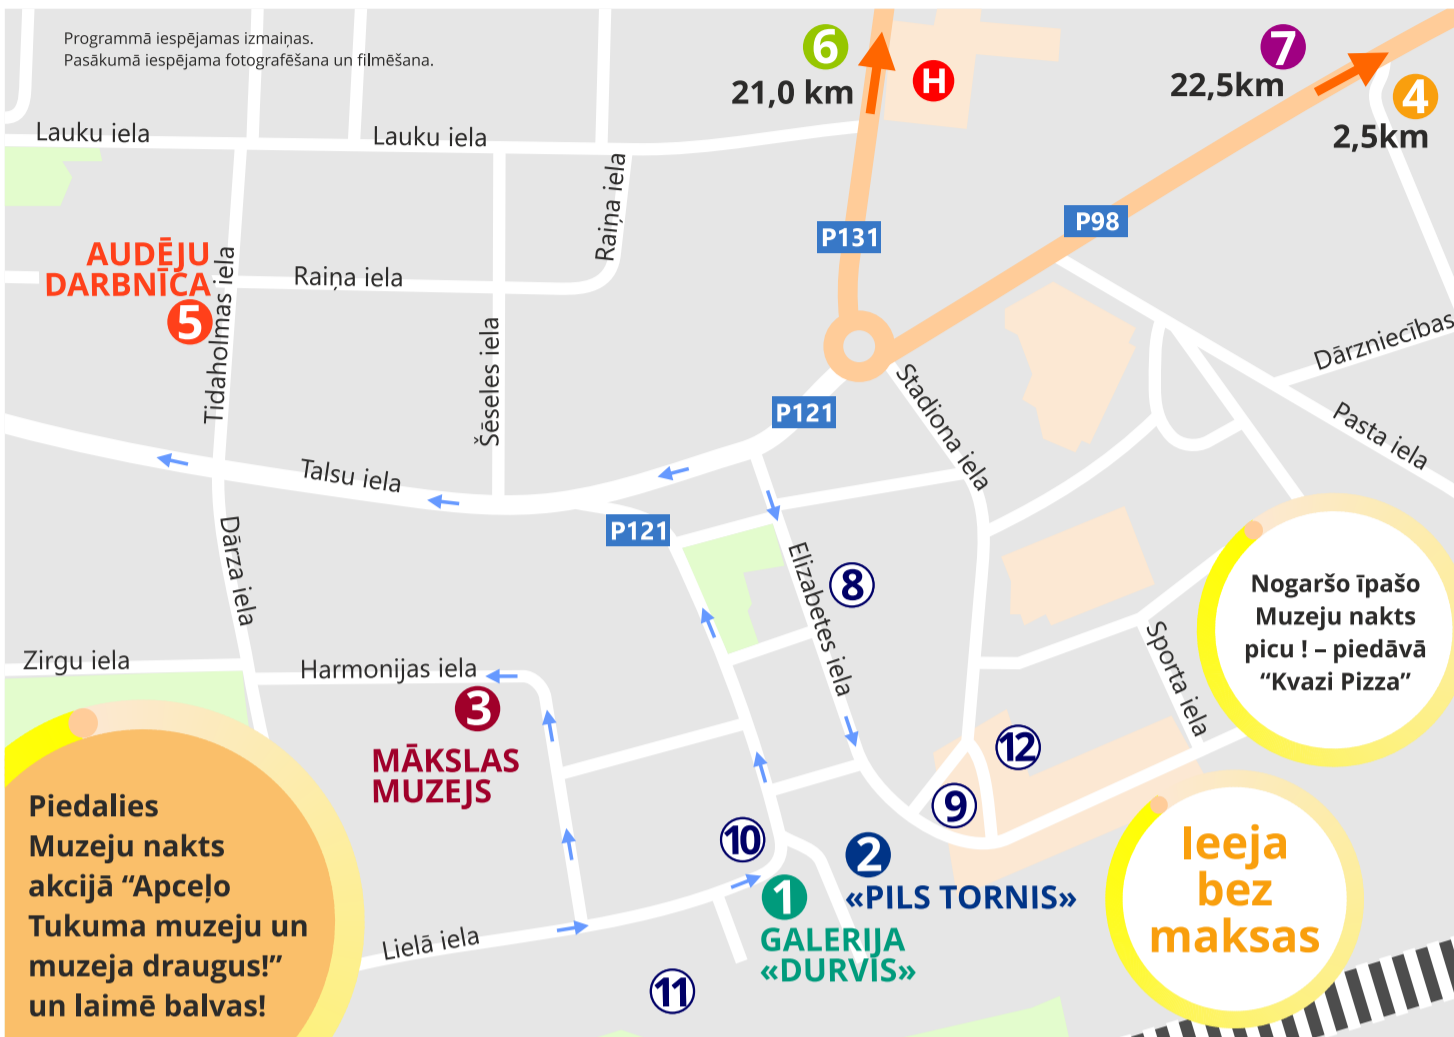 Programmā iespējamas izmaiņas.
Pasākumā iespējama fotografēšana un filmēšana.
6
21,0 km
H
7
22,5km
4
2,5km
Lauku iela
Lauku iela
Raiņa iela
P131
P98
AUDĒJU
DARBNĪCA
5
Tidaholmas iela
Raiņa iela
Šēseles iela
Dārzniecības
Stadiona iela
P121
Pasta iela
Talsu iela
P121
Dārza iela
Elizabetes iela
8
Nogaršo īpašo
Muzeju nakts
picu ! – piedāvā
“Kvazi Pizza”
Zirgu iela
Harmonijas iela
Sporta iela
3
MĀKSLAS
MUZEJS
12
9
10
2
«PILS TORNIS»
1
GALERIJA
«DURVIS»
Lielā iela
11
Piedalies
Muzeju nakts
akcijā “Apceļo
Tukuma muzeju un
muzeja draugus!”
un laimē balvas!
Ieeja
bez
maksas